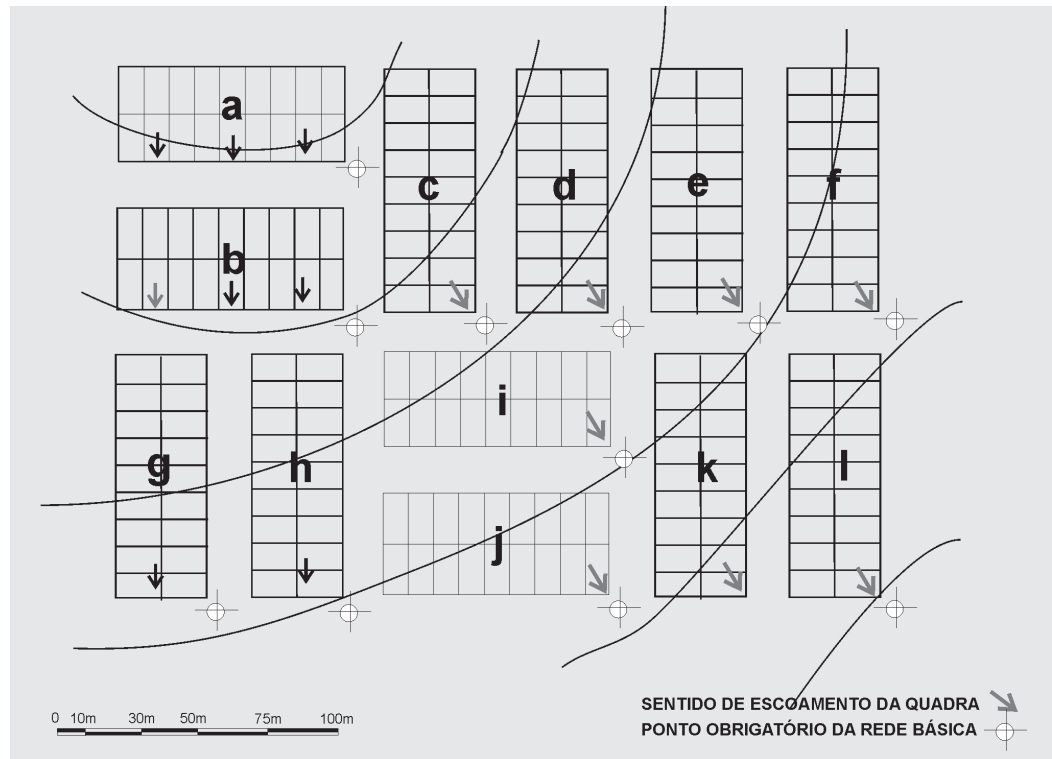 a
c
d
e
f
b
g
h
i
j
k
l
0 10m 30m 50m 75m 100m
SENTIDO DE ESCOAMENTO DA QUADRA
PONTO OBRIGATÓRIO DA REDE BÁSICA